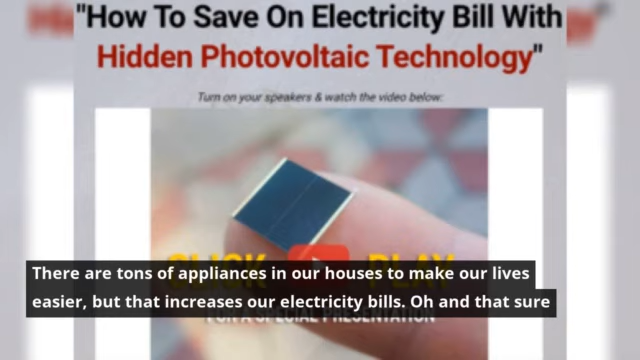 "How To Save On Electricity Bill With
Hidden Photovoltaic Technology"
Turn on your speakers & watch the video below:
CLICK PLAY
There are tons of appliances in our houses to make our lives
easier, but that increases our electricity bills. Oh and that sure
FOR A SPECIAL PRESENTATION